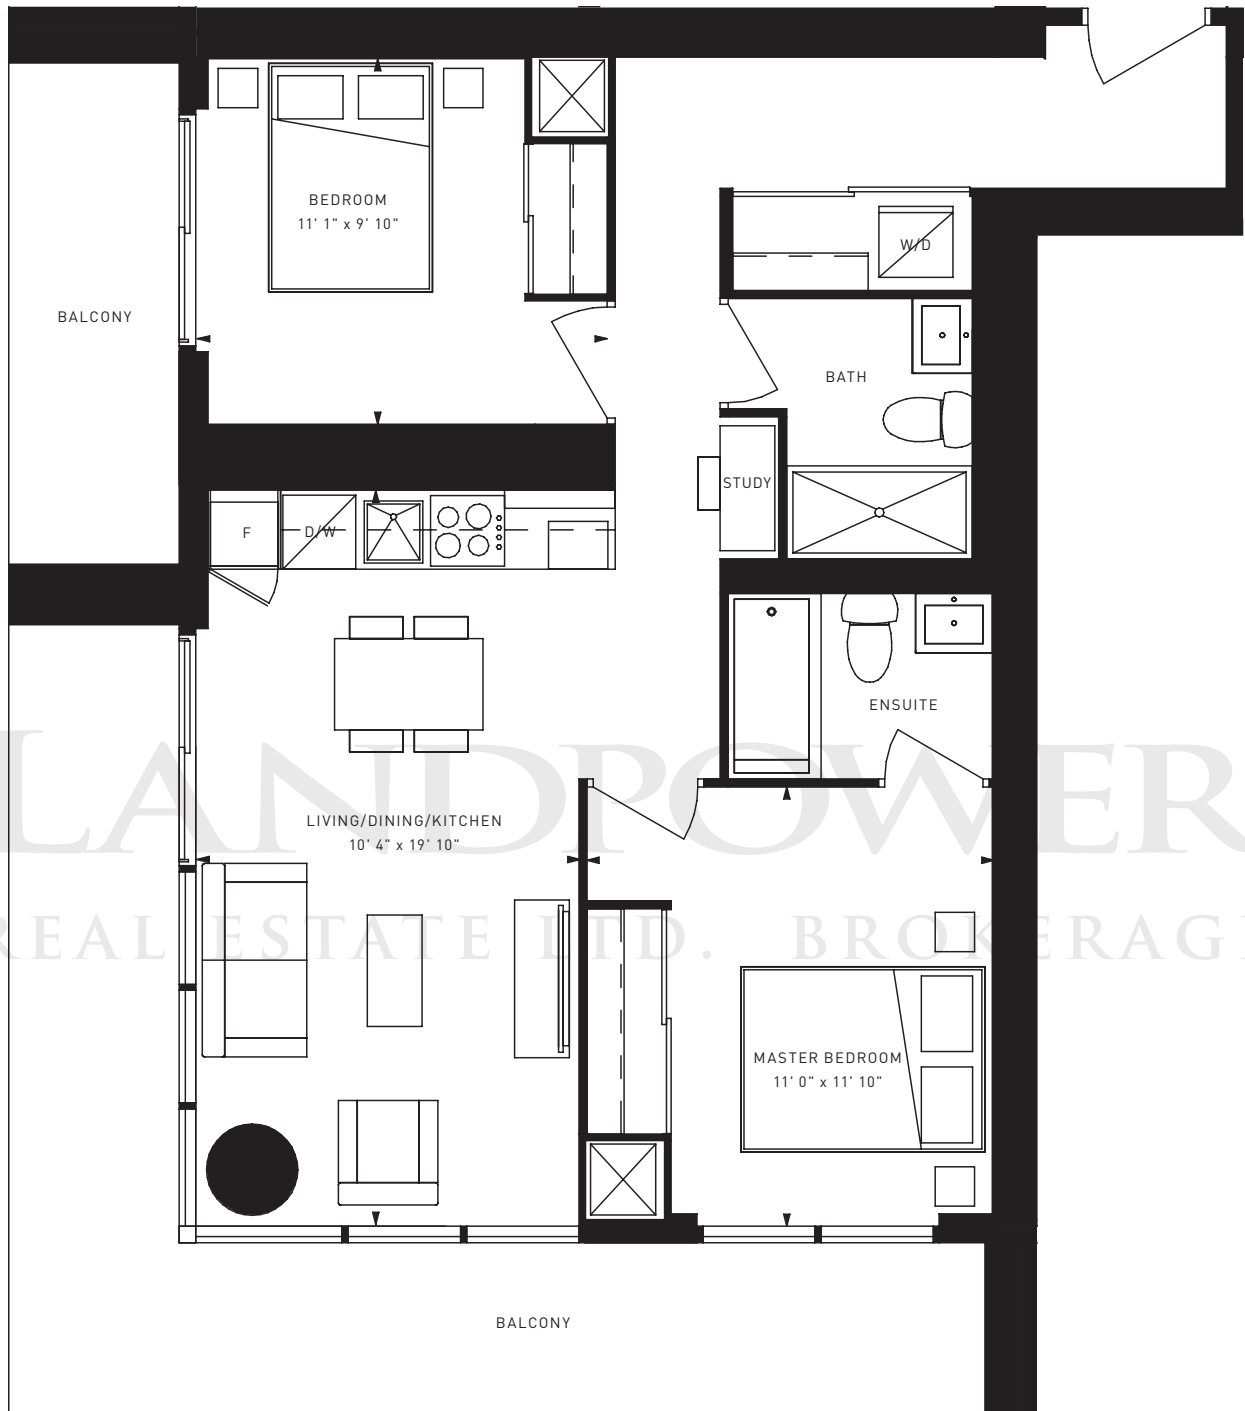 BEDROOM
11' 1" x 9' 10"
W/D
BALCONY
BATH
STUDY
F
D/W
ENSUITE
LANDPOWER
LIVING/DINING/KITCHEN
10' 4" x 19' 10"
REAL ESTATE LTD. BROKERAG
MASTER BEDROOM
11' 0" x 11' 10"
BALCONY